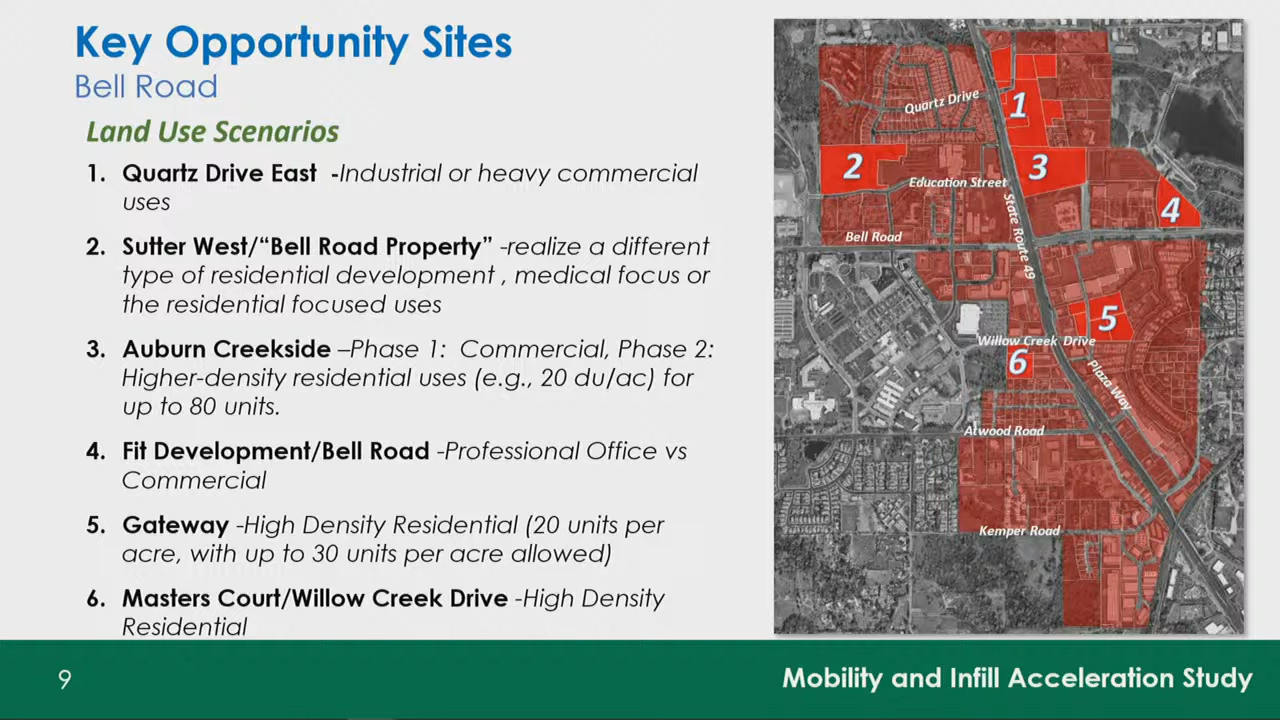 Key Opportunity Sites
Bell Road
Land Use Scenarios
1. Quartz Drive East -Industrial or heavy commercial
uses
2. Sutter West/“Bell Road Property” -realize a different
type of residential development , medical focus or
the residential focused uses
3. Auburn Creekside –Phase 1: Commercial, Phase 2:
Higher-density residential uses (e.g., 20 du/ac) for
up to 80 units.
4. Fit Development/Bell Road -Professional Office vs
Commercial
5. Gateway -High Density Residential (20 units per
acre, with up to 30 units per acre allowed)
6. Masters Court/Willow Creek Drive -High Density
Residential
Quartz Drive
1
2
3
Education Street
4
State Route 49
Bell Road
5
Willow Creek Drive
6
Plaza Way
Atwood Road
Kemper Road
9
Mobility and Infill Acceleration Study